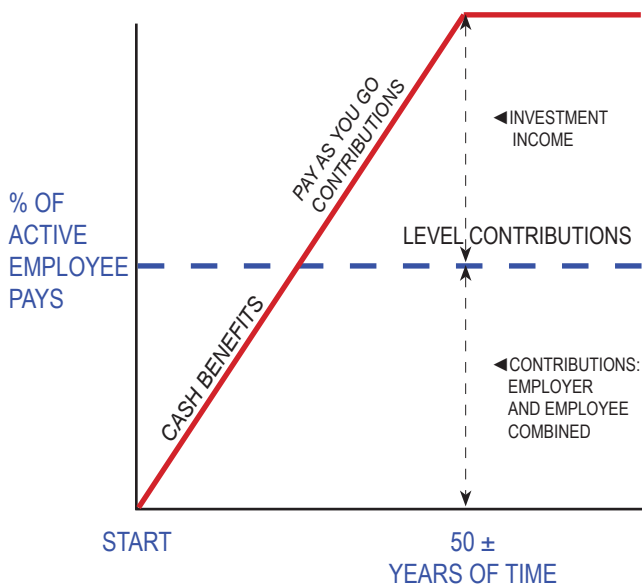 PAY AS YOU GO
CONTRIBUTIONS
◄INVESTMENT
INCOME
% OF
ACTIVE
EMPLOYEE
PAYS
LEVEL CONTRIBUTIONS
CASH BENEFITS
◄CONTRIBUTIONS:
EMPLOYER
AND EMPLOYEE
COMBINED
START
50 ±
YEARS OF TIME